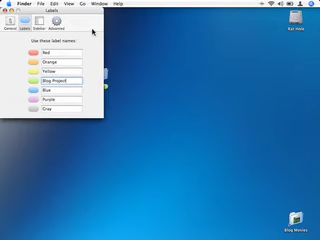 Finder File Edit View Go Window Help
Labels
General Labels Sidebar Advanced
Use these label names:
Red
Orange
Yellow
Blog Project
Blue
Purple
Gray
Blog Movies